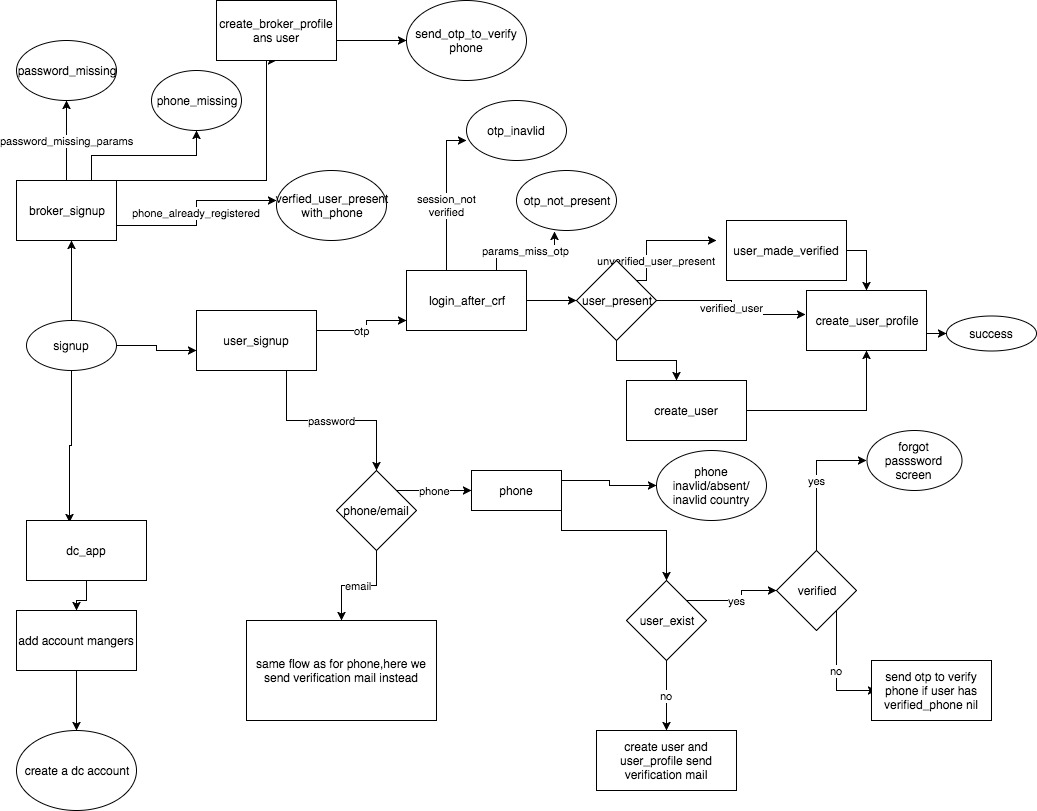 create_broker_profile
ans user
send_otp_to_verify
phone
password_missing
phone_missing
otp_inavlid
password_missing_params
broker_signup
phone_already_registered
verfied_user_present
with_phone
session_not
verified
otp_not_present
params_miss_otp
unverified_user_present
user_made_verified
login_after_crf
user_present
verified_user
create_user_profile
success
signup
user_signup
otp
create_user
password
forgot
passsword
screen
phone/email
phone
phone
phone
inavlid/absent/
inavlid country
yes
dc_app
email
user_exist
yes
verified
add account mangers
same flow as for phone,here we
send verification mail instead
no
no
send otp to verify
phone if user has
verified_phone nil
create a dc account
create user and
user_profile send
verification mail